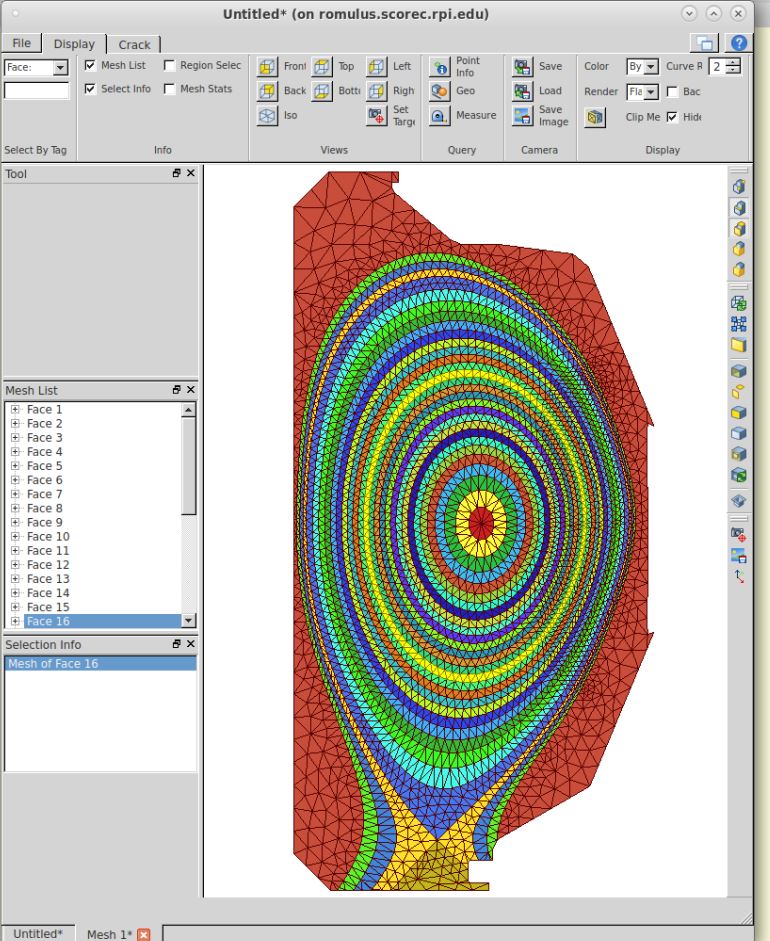 Untitled* (on romulus.scorec.rpi.edu)
File Display Crack
Face: Mesh List Region Selec Front Top Left Point Info Save Color By Curve R 2
Select Info Mesh Stats Back Bott Righ Geo Load Render Fla Bac
Iso Set Targe Measure Save Image Clip Me Hide
Select By Tag Info Views Query Camera Display
Tool
Mesh List
Face 1
Face 2
Face 3
Face 4
Face 5
Face 6
Face 7
Face 8
Face 9
Face 10
Face 11
Face 12
Face 13
Face 14
Face 15
Face 16
Selection Info
Mesh of Face 16
Untitled* Mesh 1*